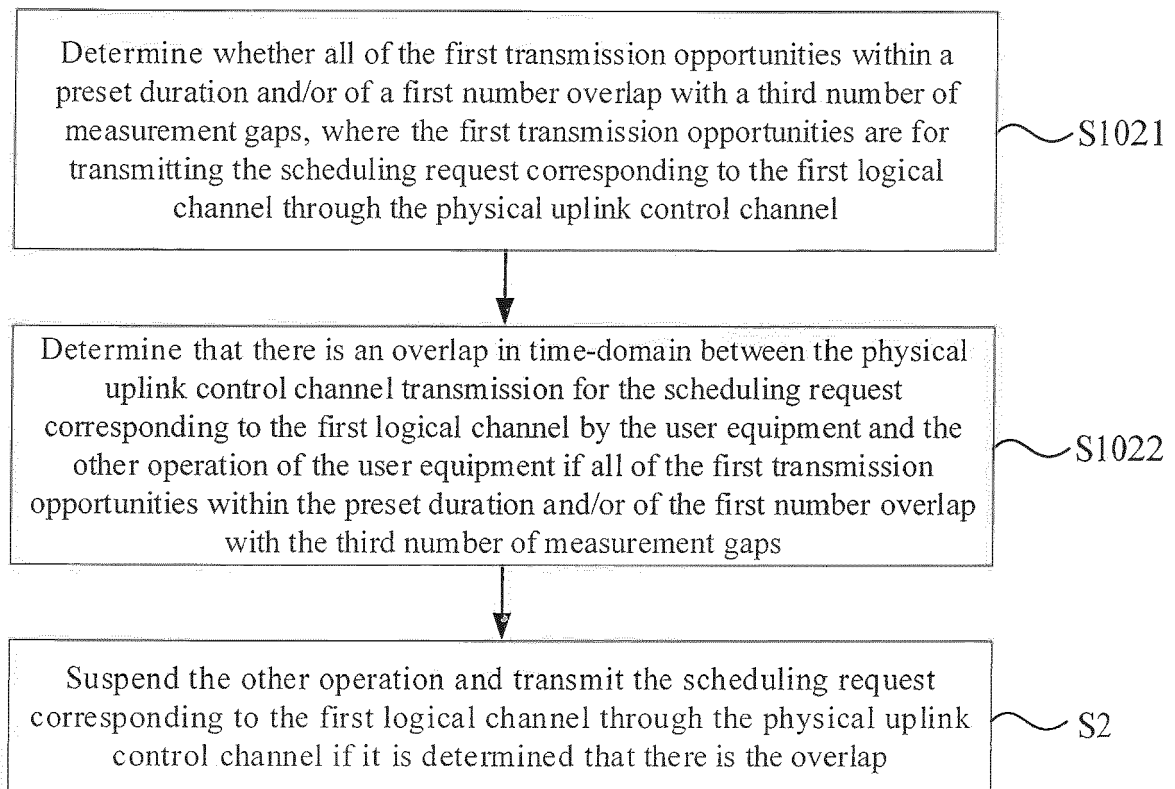 Determine whether all of the first transmission opportunities within a
preset duration and/or of a first number overlap with a third number of
measurement gaps, where the first transmission opportunities are for
transmitting the scheduling request corresponding to the first logical
channel through the physical uplink control channel
S1021
Determine that there is an overlap in time-domain between the physical
uplink control channel transmission for the scheduling request
corresponding to the first logical channel by the user equipment and the
other operation of the user equipment if all of the first transmission
opportunities within the preset duration and/or of the first number overlap
with the third number of measurement gaps
S1022
Suspend the other operation and transmit the scheduling request
corresponding to the first logical channel through the physical uplink
control channel if it is determined that there is the overlap
S2